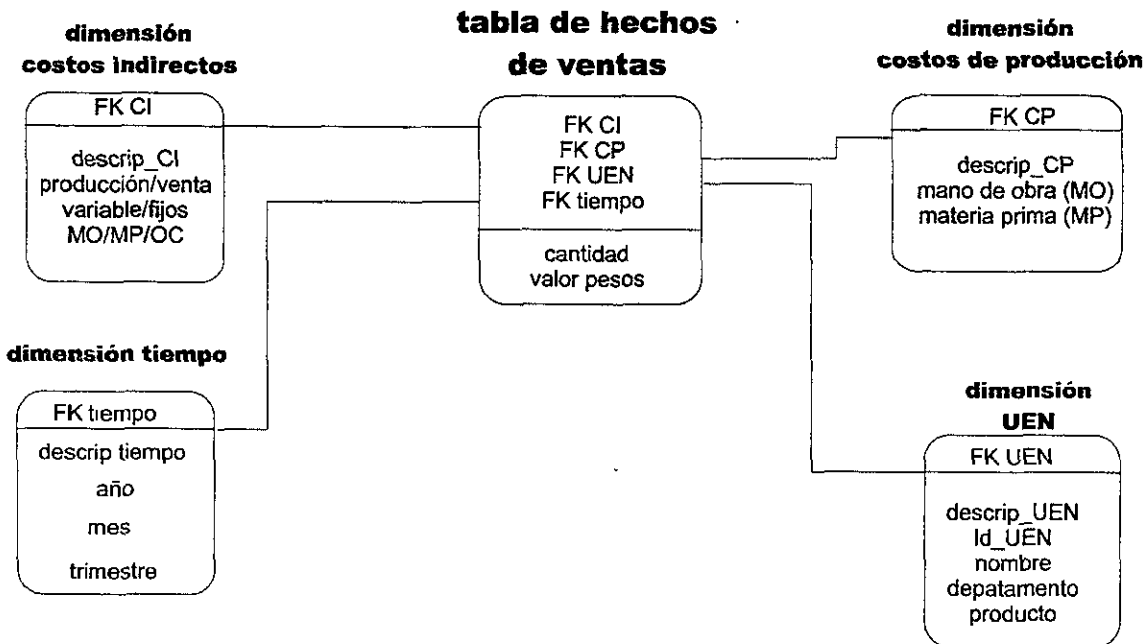 dimensión
costos indirectos
FK CI
descrip_CI
producción/venta
variable/fijos
MO/MP/OC
tabla de hechos
de ventas
FK CI
FK CP
FK UEN
FK tiempo
cantidad
valor pesos
dimensión
costos de producción
FK CP
descrip_CP
mano de obra (MO)
materia prima (MP)
dimensión tiempo
FK tiempo
descrip tiempo
año
mes
trimestre
dimensión
UEN
FK UEN
descrip_UEN
Id_UEN
nombre
depatamento
producto